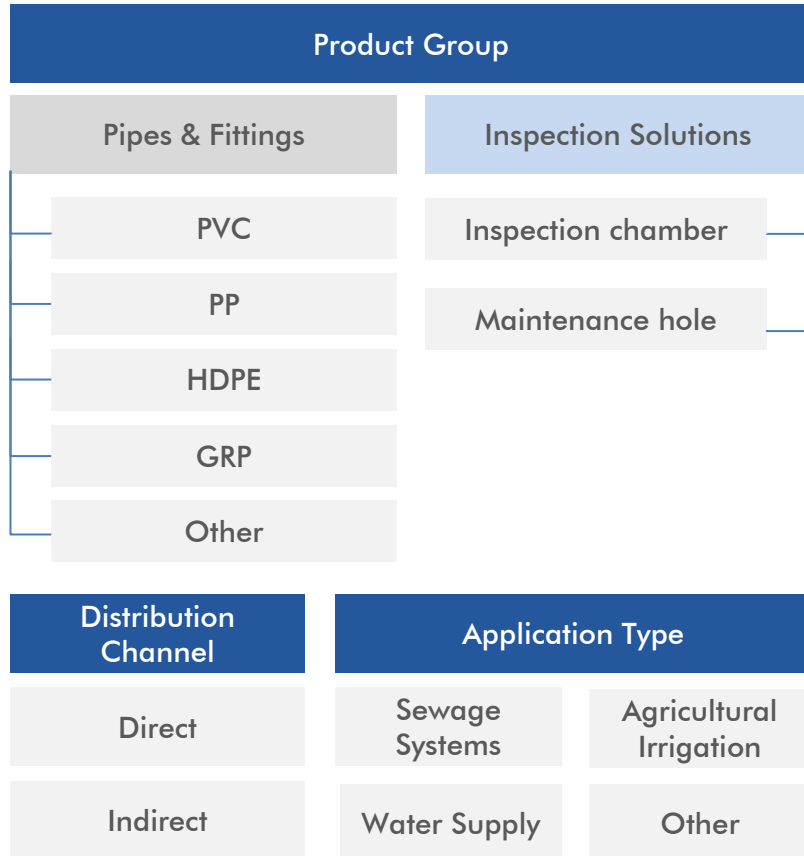 Product Group
Pipes & Fittings
Inspection Solutions
PVC
PP
HDPE
GRP
Other
Inspection chamber
Maintenance hole
Distribution
Channel
Direct
Indirect
Application Type
Sewage
Systems
Agricultural
Irrigation
Water Supply
Other